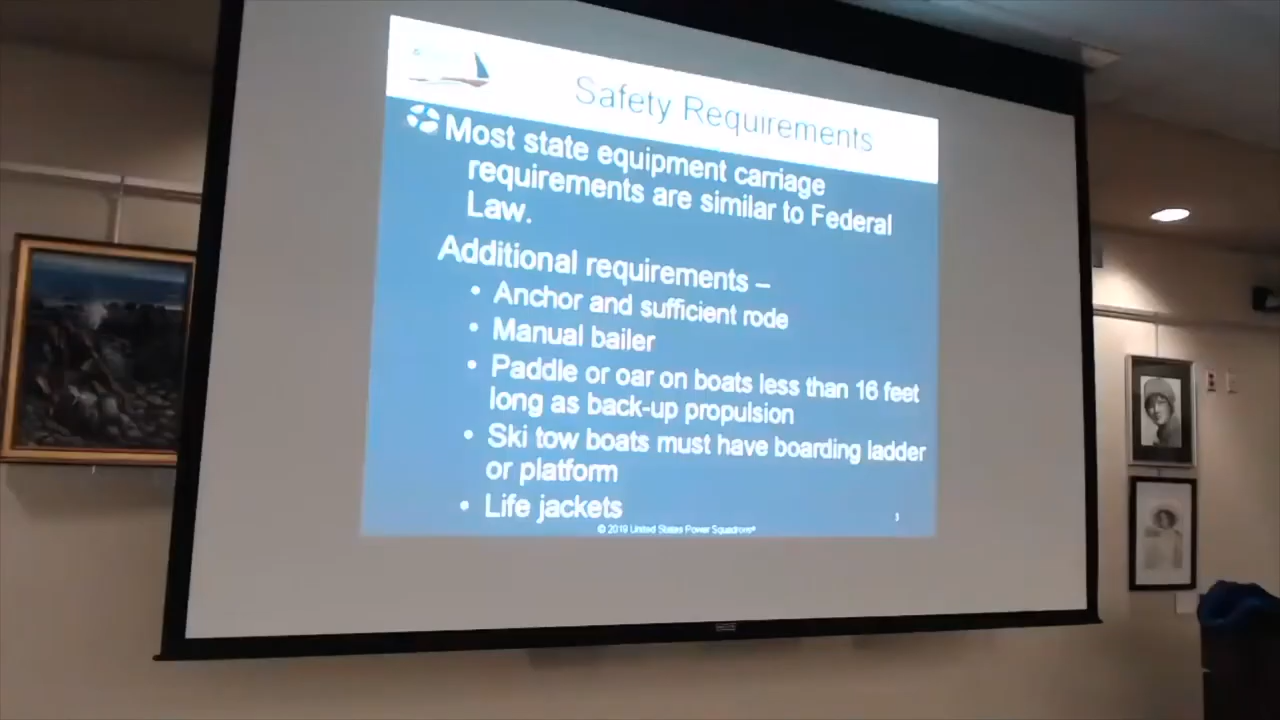 Safety Requirements
Most state equipment carriage
requirements are similar to Federal
Law.
Additional requirements –
• Anchor and sufficient rode
• Manual bailer
• Paddle or oar on boats less than 16 feet
long as back-up propulsion
• Ski tow boats must have boarding ladder
or platform
• Life jackets
© 2019 United States Power Squadrons®
3